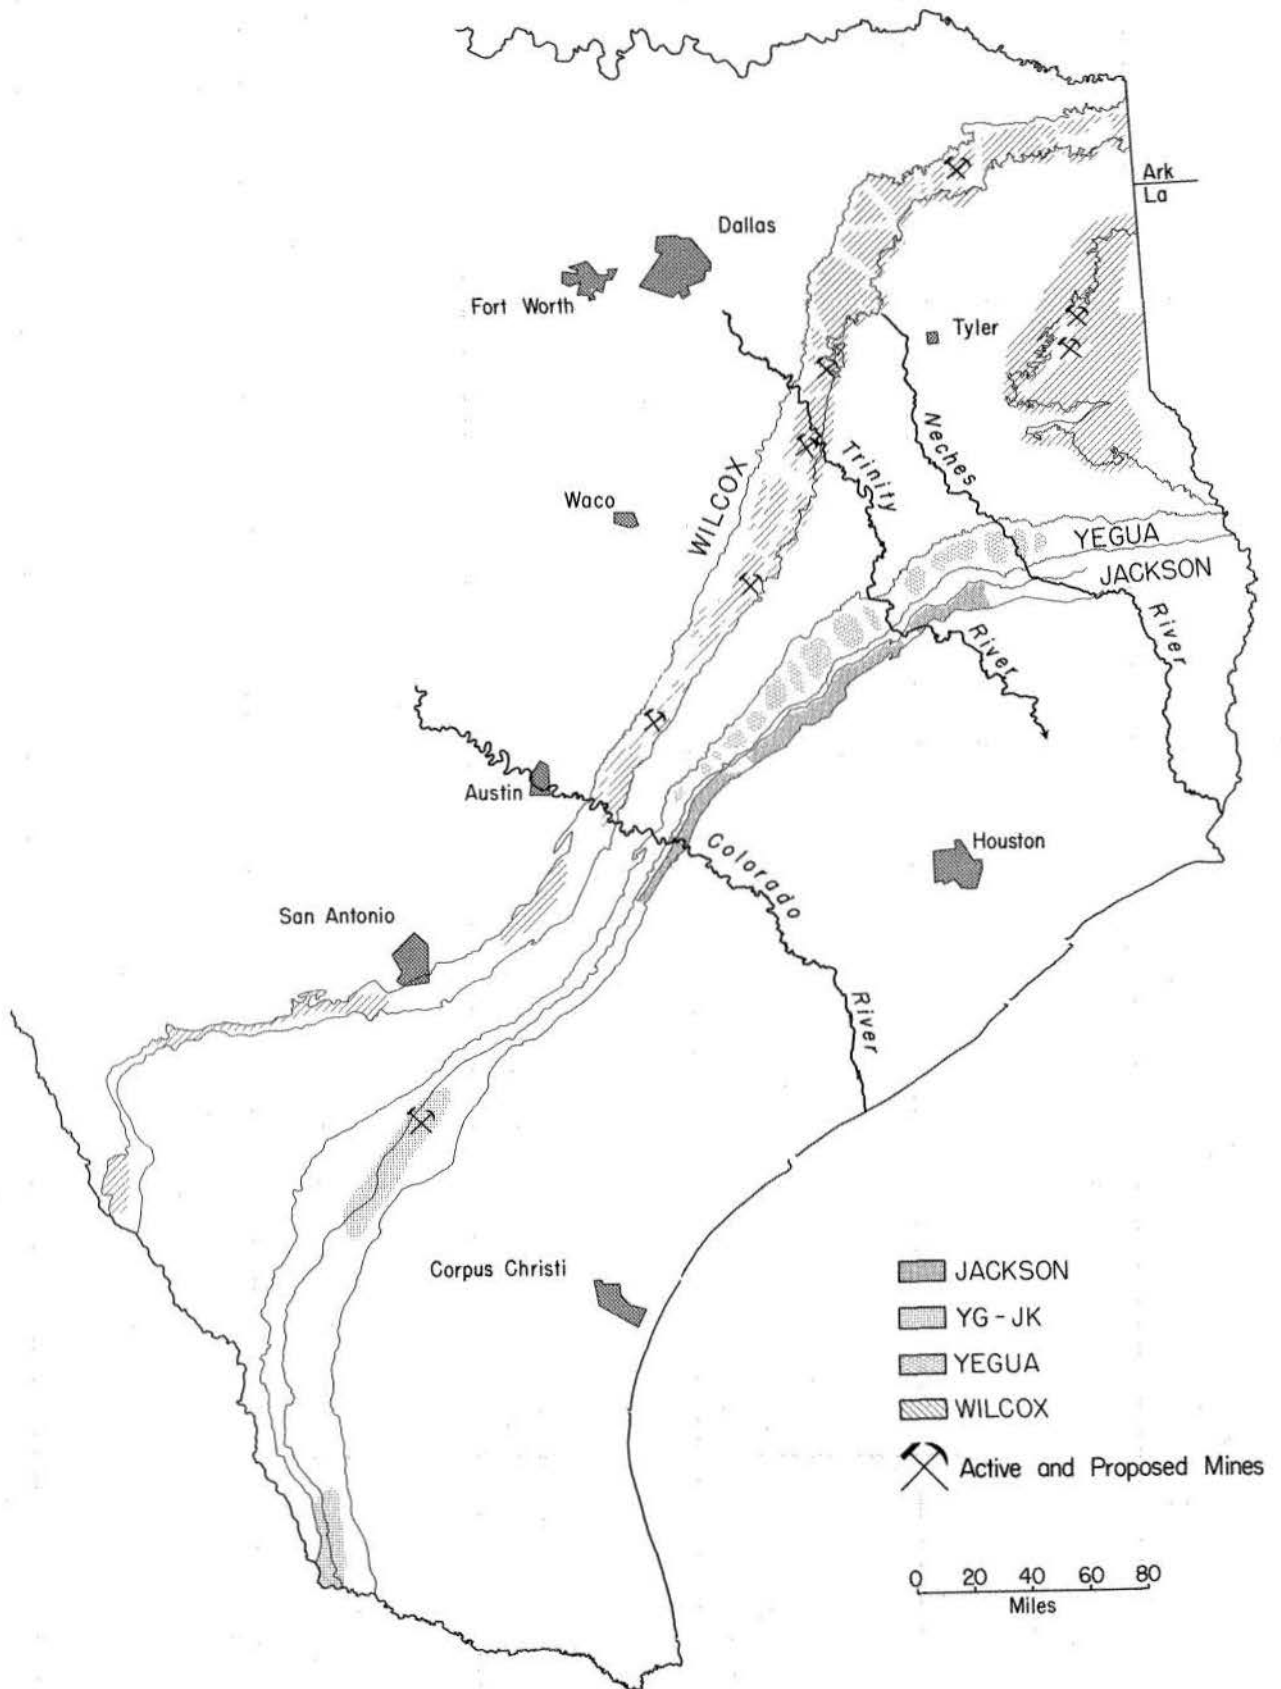 Ark
La
Dallas
Fort Worth
Tyler
Neches
Trinity
Waco
WILCOX
YEGUA
JACKSON
River
River
Austin
Colorado
Houston
San Antonio
River
Corpus Christi
JACKSON
YG-JK
YEGUA
WILCOX
Active and Proposed Mines
0 20 40 60 80
Miles